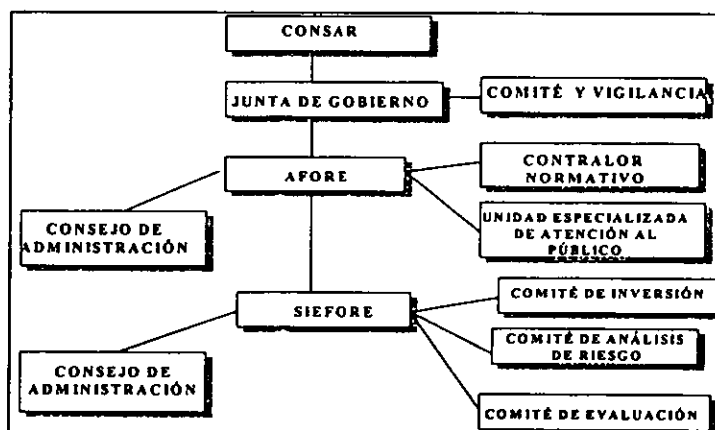 CONSAR
JUNTA DE GOBIERNO
COMITÉ Y VIGILANCIA
AFORE
CONTRALOR
NORMATIVO
CONSEJO DE
ADMINISTRACIÓN
UNIDAD ESPECIALIZADA
DE ATENCIÓN AL
PÚBLICO
SIEFORE
COMITÉ DE INVERSIÓN
COMITÉ DE ANÁLISIS
DE RIESGO
CONSEJO DE
ADMINISTRACIÓN
COMITÉ DE EVALUACIÓN